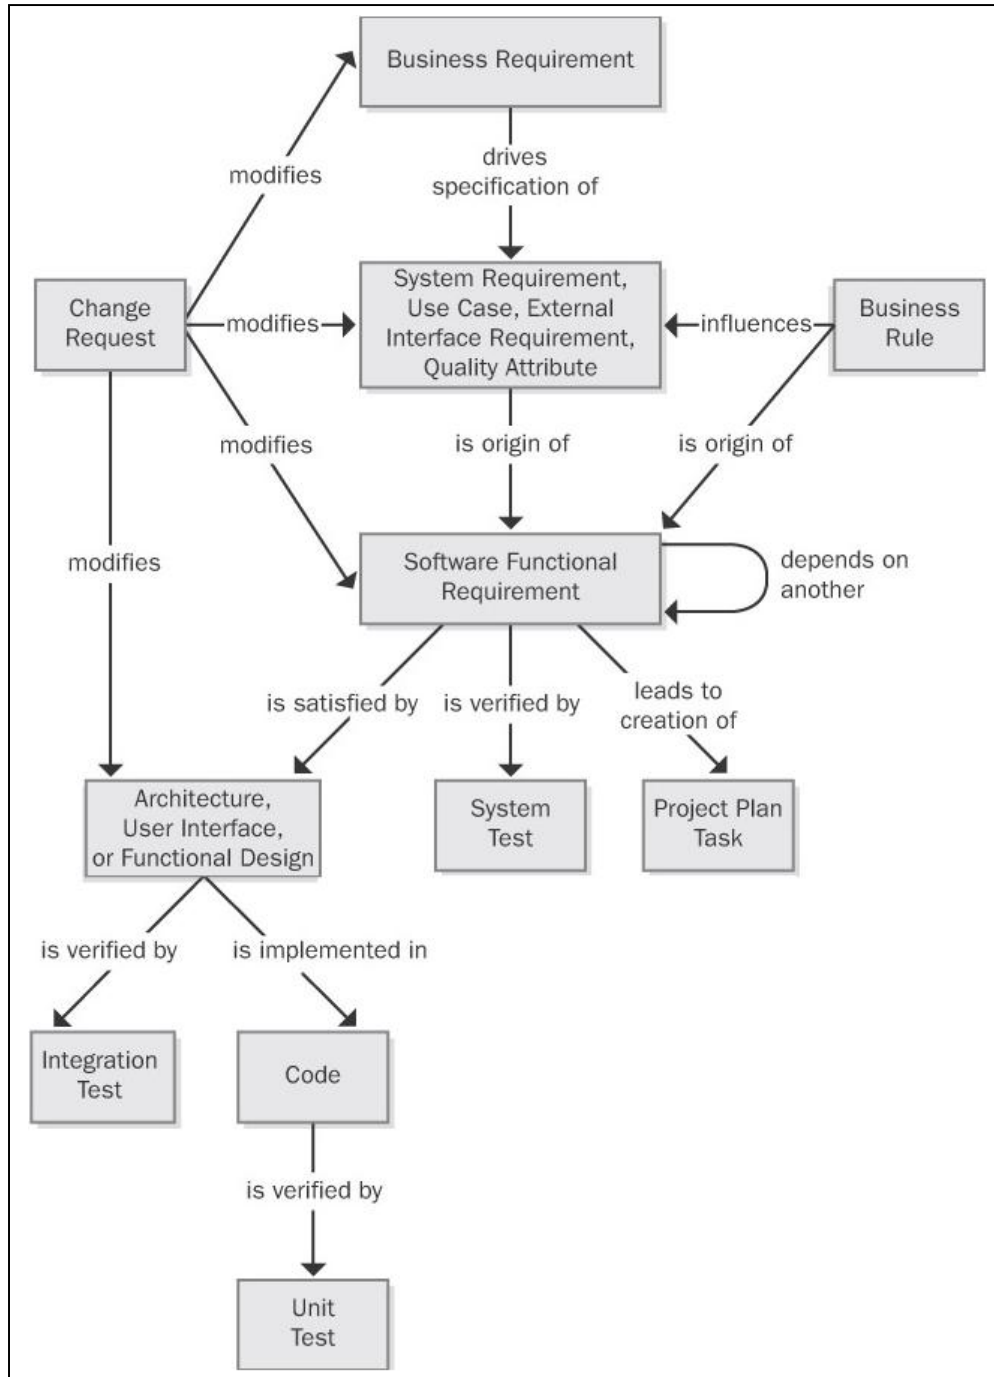 Business Requirement
modifies
drives
specification of
Change
Request
modifies
System Requirement,
Use Case, External
Interface Requirement,
Quality Attribute
influences
Business
Rule
modifies
is origin of
is origin of
modifies
Software Functional
Requirement
depends on
another
is satisfied by
is verified by
leads to
creation of
Architecture,
User Interface,
or Functional Design
System
Test
Project Plan
Task
is verified by
is implemented in
Integration
Test
Code
is verified by
Unit
Test